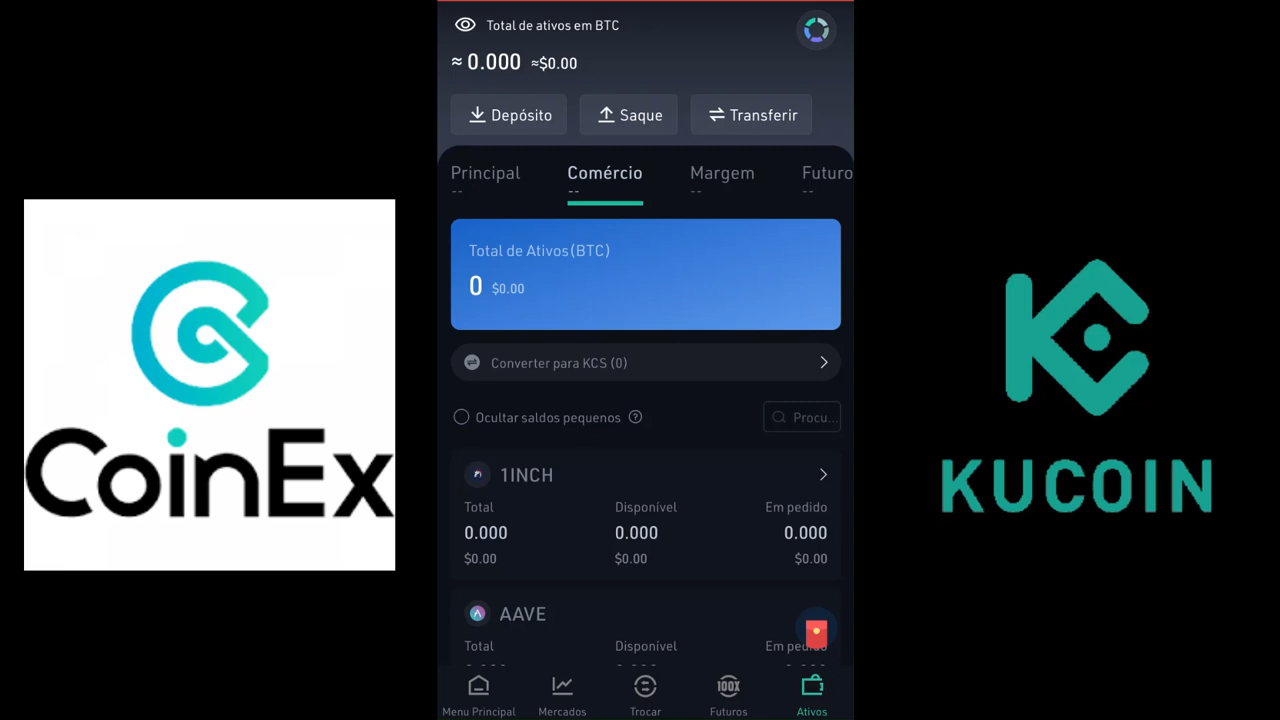 Total de ativos em BTC
≈ 0.000 ≈$0.00
Depósito Saque Transferir
Principal Comércio Margem Futuro
-- -- -- --
Total de Ativos(BTC)
0 $0.00
Converter para KCS (0)
Ocultar saldos pequenos ? Procu...
1INCH
Total Disponível Em pedido
0.000 0.000 0.000
$0.00 $0.00 $0.00
AAVE
Total Disponível Em pedido
100X
Menu Principal Mercados Trocar Futuros Ativos
CoinEx
KUCOIN